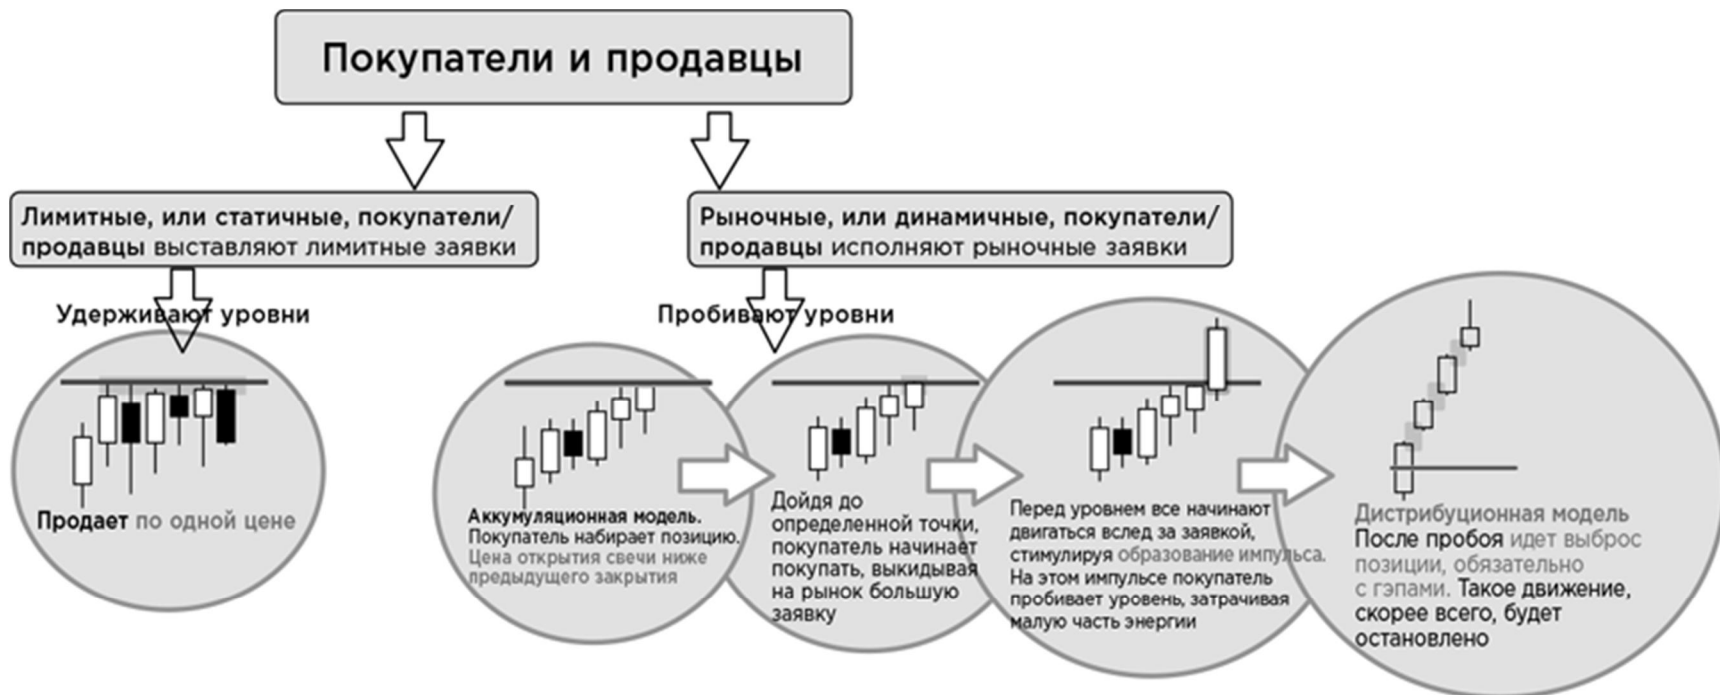 Покупатели и продавцы
Лимитные, или статичные, покупатели/
продавцы выставляют лимитные заявки
Рыночные, или динамичные, покупатели/
продавцы исполняют рыночные заявки
Удерживают уровни
Пробивают уровни
Продает по одной цене
Аккумуляционная модель.
Покупатель набирает позицию.
Цена открытия свечи ниже
предыдущего закрытия
Дойдя до
определенной точки,
покупатель начинает
покупать, выкидывая
на рынок большую
заявку
Перед уровнем все начинают
двигаться вслед за заявкой,
стимулируя образование импульса.
На этом импульсе покупатель
пробивает уровень, затрачивая
малую часть энергии
Дистрибуционная модель
После пробоя идет выброс
позиции, обязательно
с гэпами. Такое движение,
скорее всего, будет
остановлено